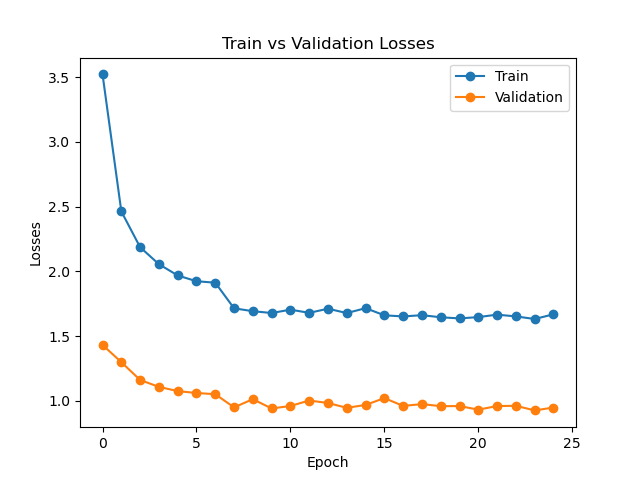 Train vs Validation Losses
Train
Validation
3.5
3.0
2.5
2.0
1.5
1.0
Losses
0 5 10 15 20 25
Epoch